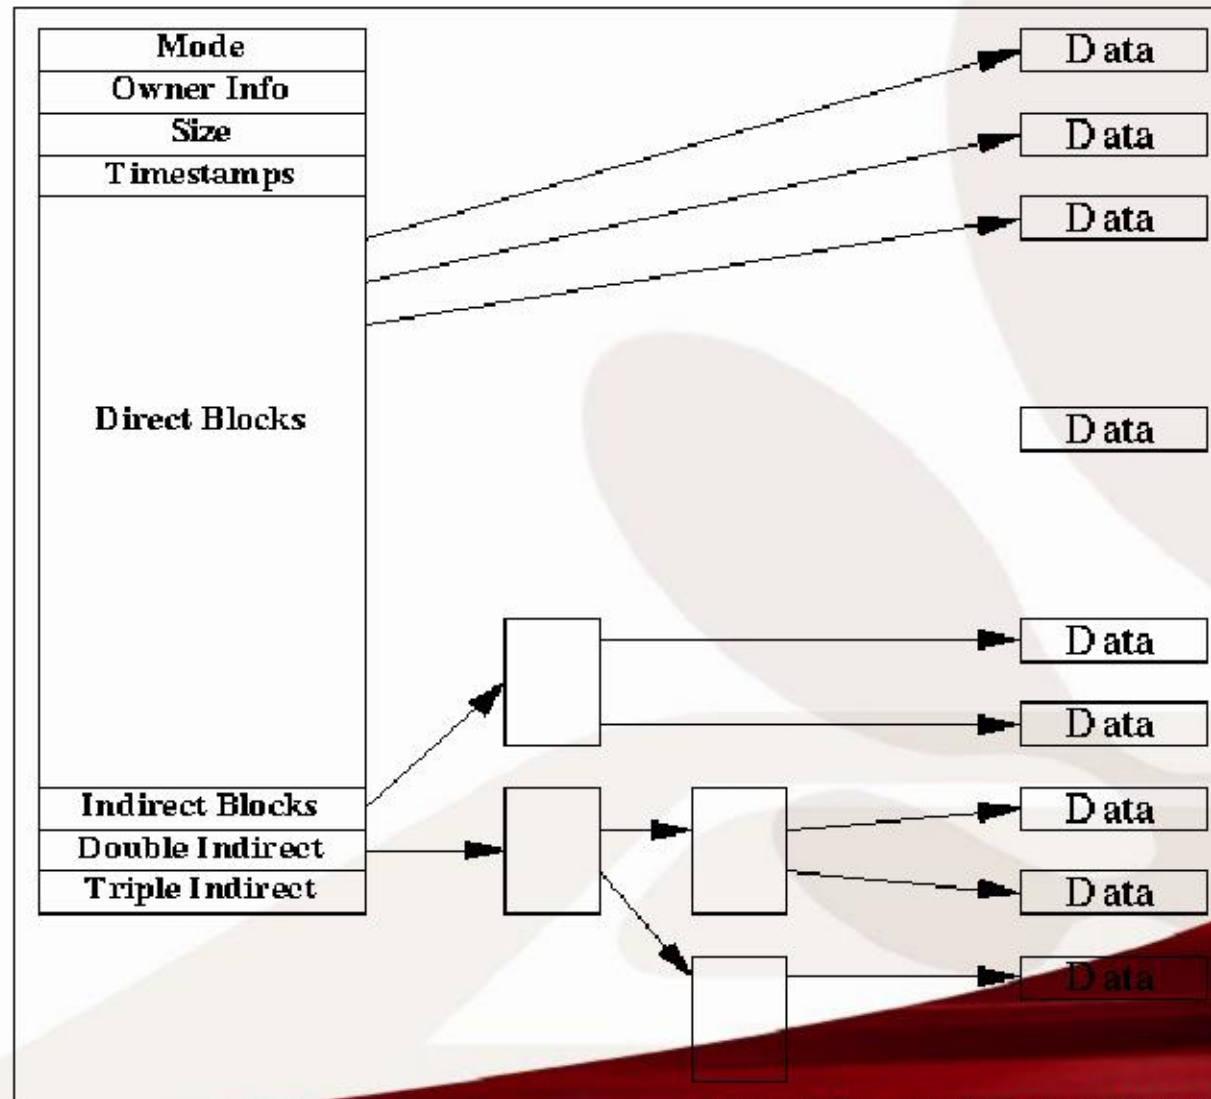 Mode
Owner Info
Size
Timestamps
Direct Blocks
Indirect Blocks
Double Indirect
Triple Indirect
Data
Data
Data
Data
Data
Data
Data
Data
Data